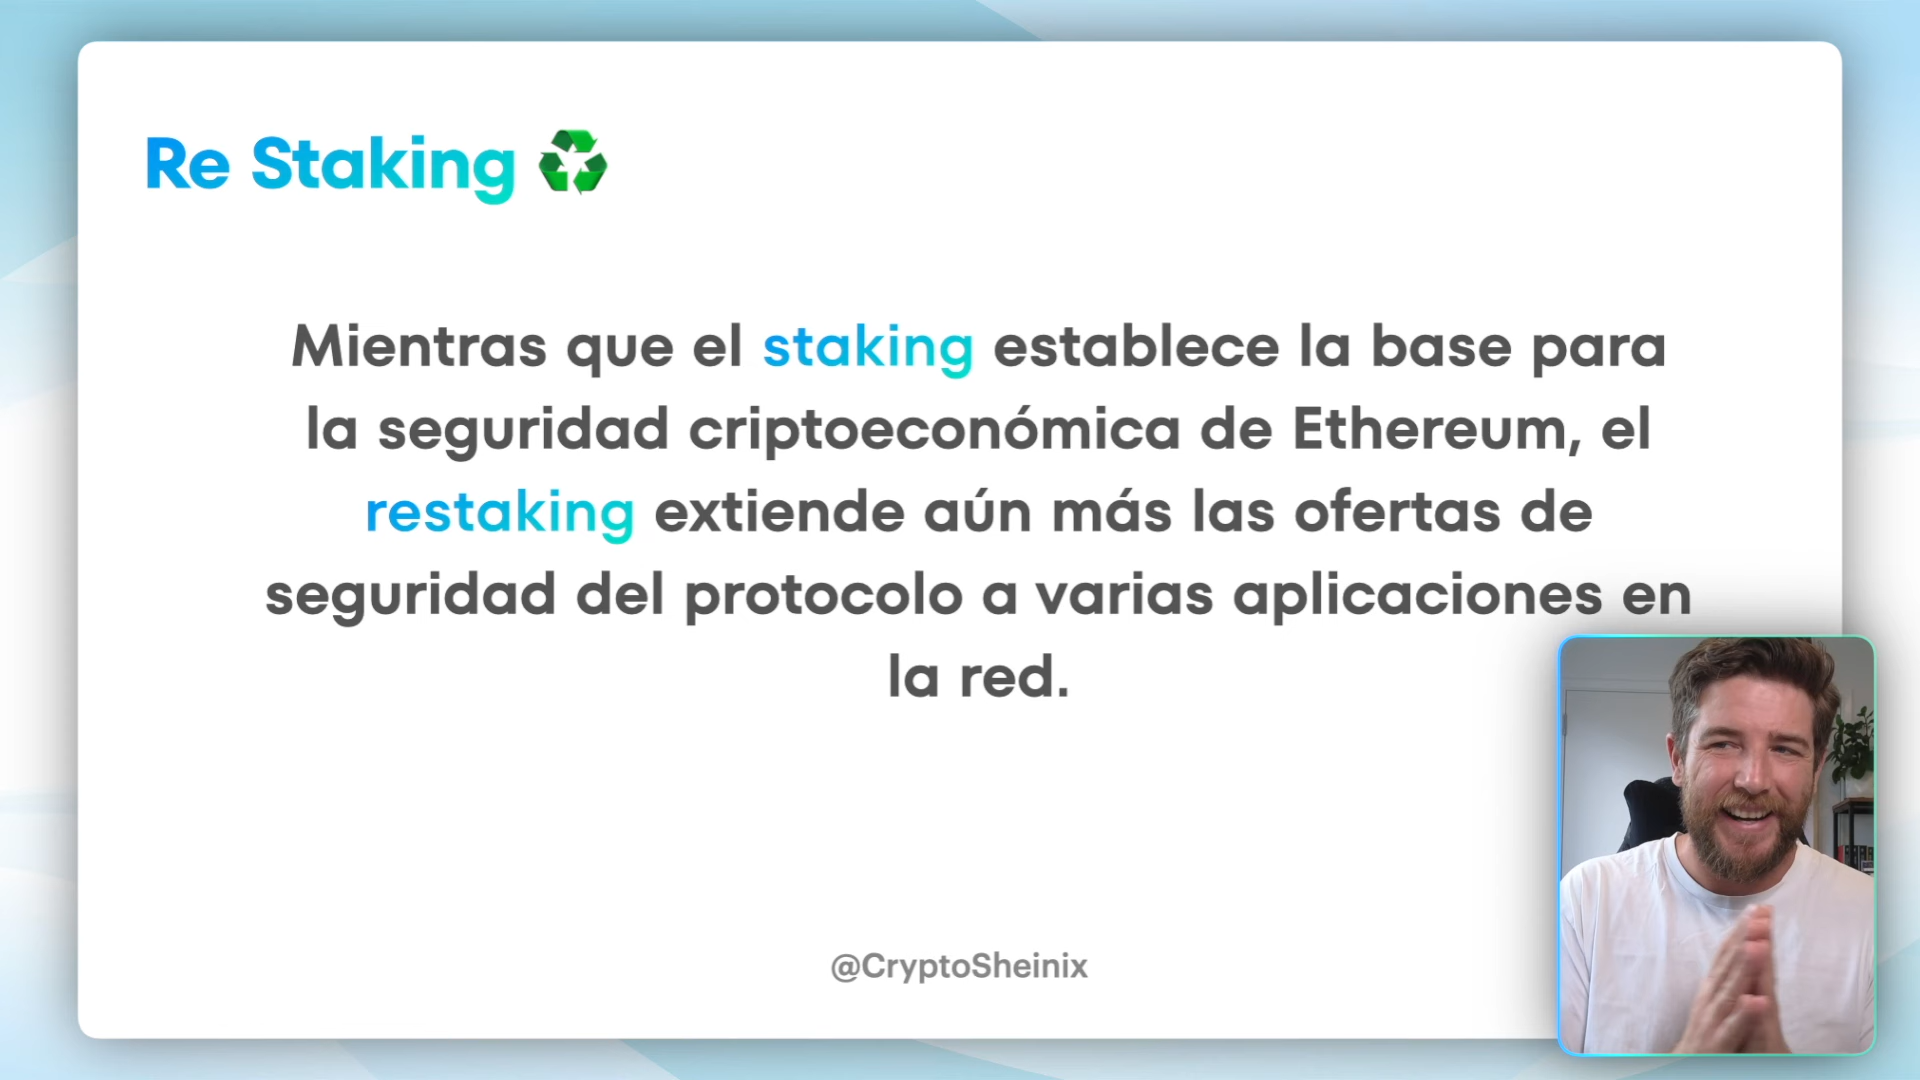 Re Staking
Mientras que el staking establece la base para
la seguridad criptoeconómica de Ethereum, el
restaking extiende aún más las ofertas de
seguridad del protocolo a varias aplicaciones en
la red.
@CryptoSheinix